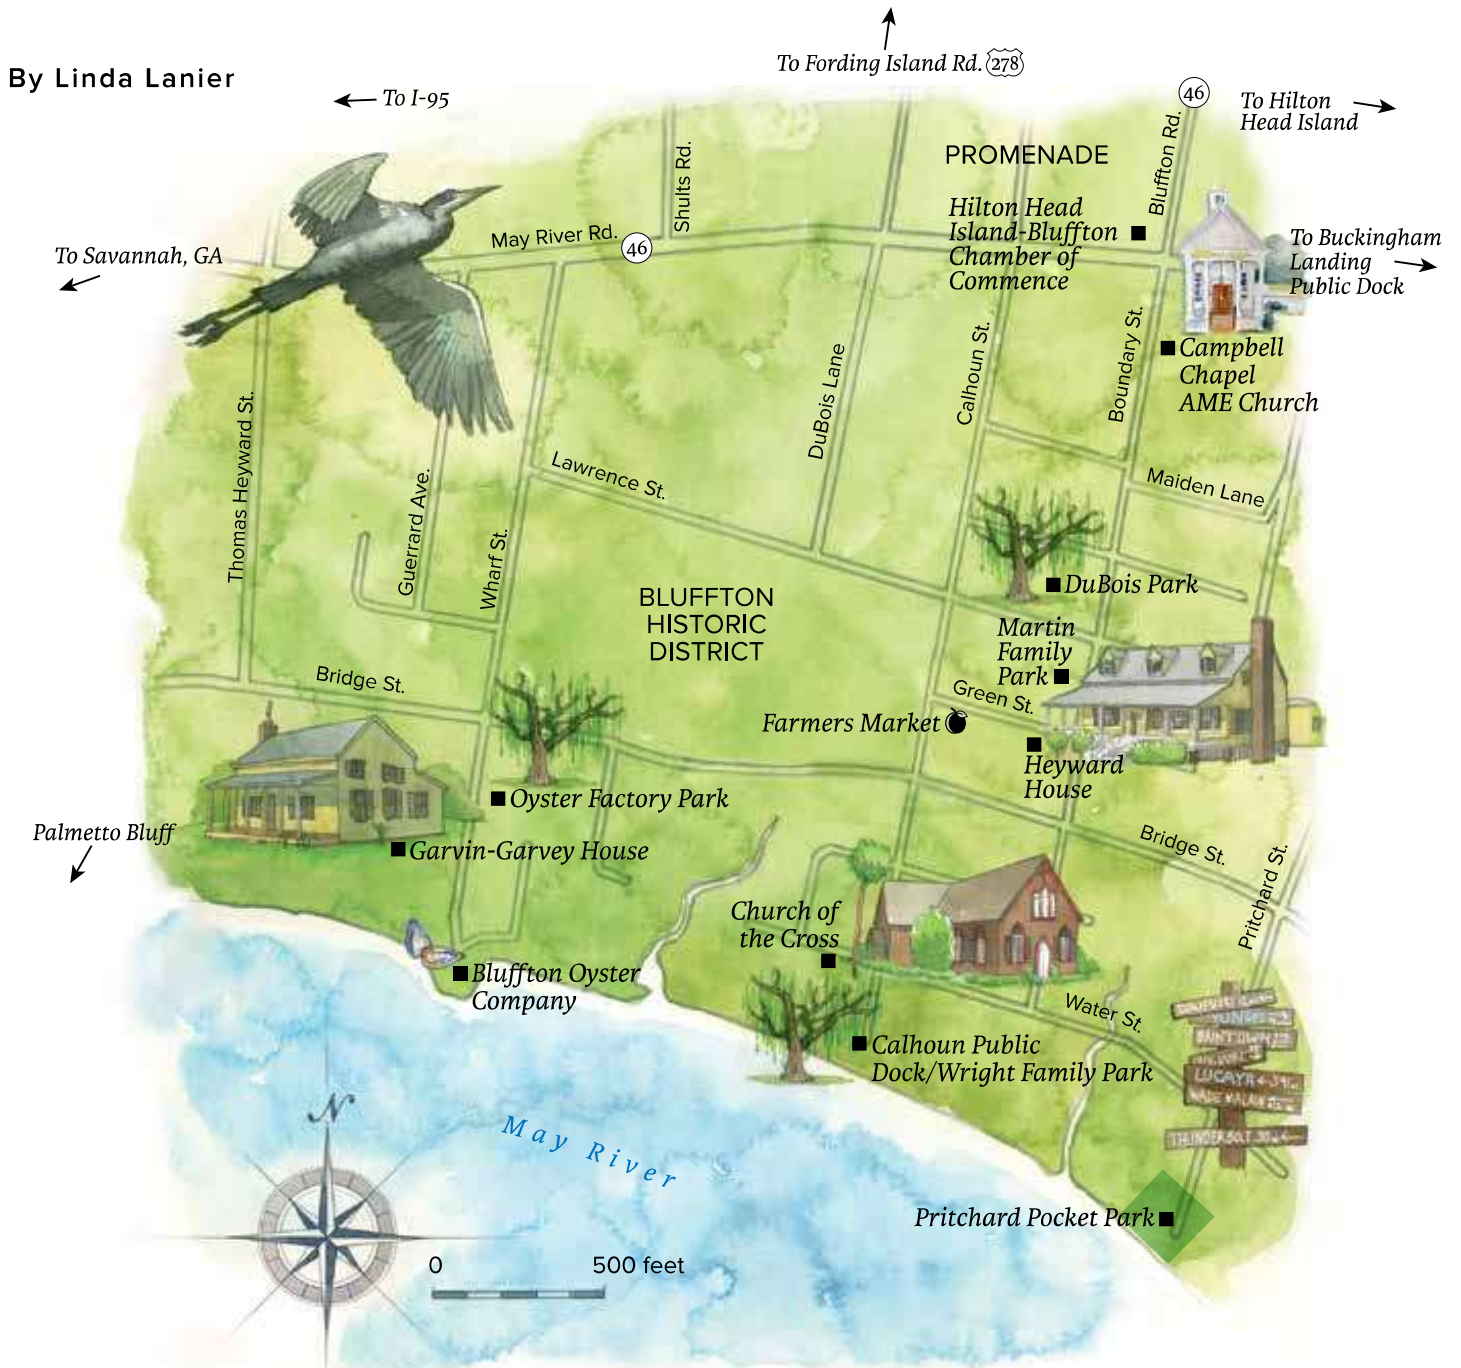 To Fording Island Rd. 278
By Linda Lanier
To I-95
46
To Hilton
Head Island
Bluffton Rd.
PROMENADE
Shults Rd.
Hilton Head
Island-Bluffton
Chamber of
Commence
May River Rd.
46
To Savannah, GA
To Buckingham
Landing
Public Dock
Campbell
Chapel
AME Church
Boundary St.
Calhoun St.
DuBois Lane
Thomas Heyward St.
Guerrard Ave.
Wharf St.
Lawrence St.
Maiden Lane
DuBois Park
BLUFFTON
HISTORIC
DISTRICT
Martin
Family
Park
Bridge St.
Green St.
Farmers Market
Heyward
House
Oyster Factory Park
Palmetto Bluff
Garvin-Garvey House
Bridge St.
Pritchard St.
Church of
the Cross
Bluffton Oyster
Company
Water St.
Calhoun Public
Dock/Wright Family Park
THUNDERBOLT
N
May River
Pritchard Pocket Park
0 500 feet